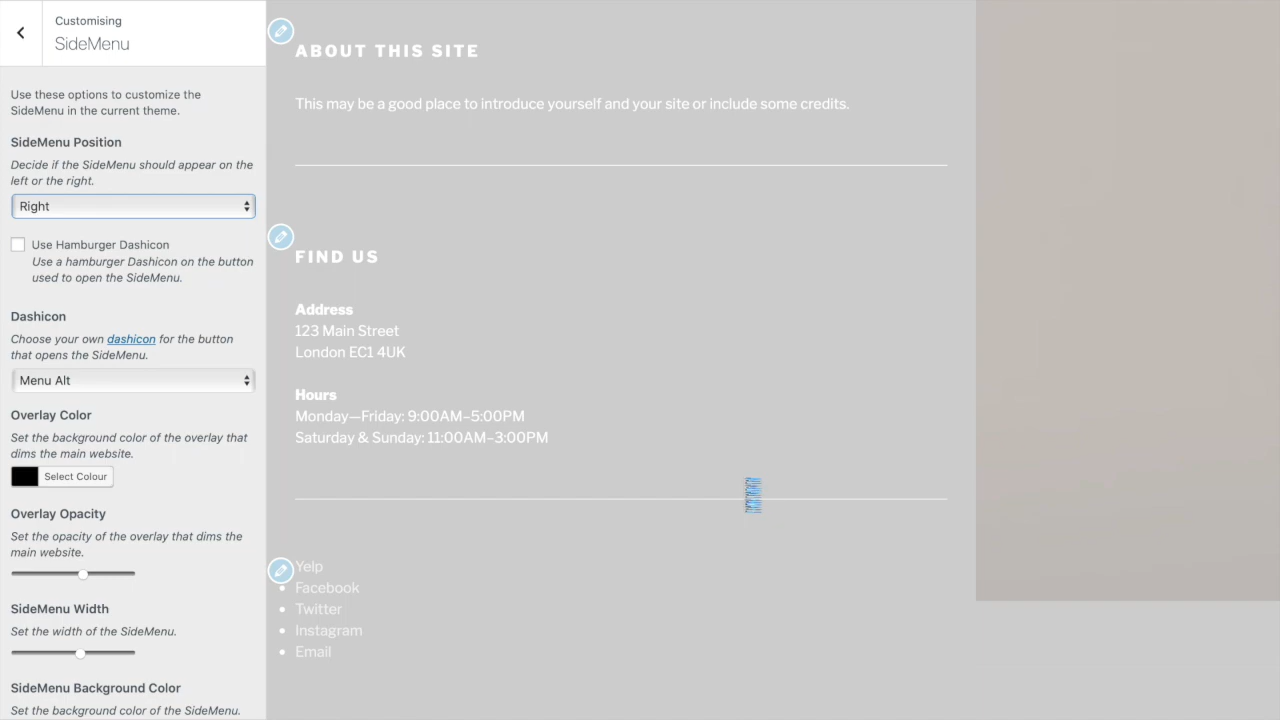 Customising
SideMenu
Use these options to customize the
SideMenu in the current theme.
SideMenu Position
Decide if the SideMenu should appear on the
left or the right.
Right
Use Hamburger Dashicon
Use a hamburger Dashicon on the button
used to open the SideMenu.
Dashicon
Choose your own dashicon for the button
that opens the SideMenu.
Menu Alt
Overlay Color
Set the background color of the overlay that
dims the main website.
Select Colour
Overlay Opacity
Set the opacity of the overlay that dims the
main website.
SideMenu Width
Set the width of the SideMenu.
SideMenu Background Color
Set the background color of the SideMenu.
ABOUT THIS SITE
This may be a good place to introduce yourself and your site or include some credits.
FIND US
Address
123 Main Street
London EC1 4UK
Hours
Monday—Friday: 9:00AM–5:00PM
Saturday & Sunday: 11:00AM–3:00PM
Yelp
Facebook
Twitter
Instagram
Email